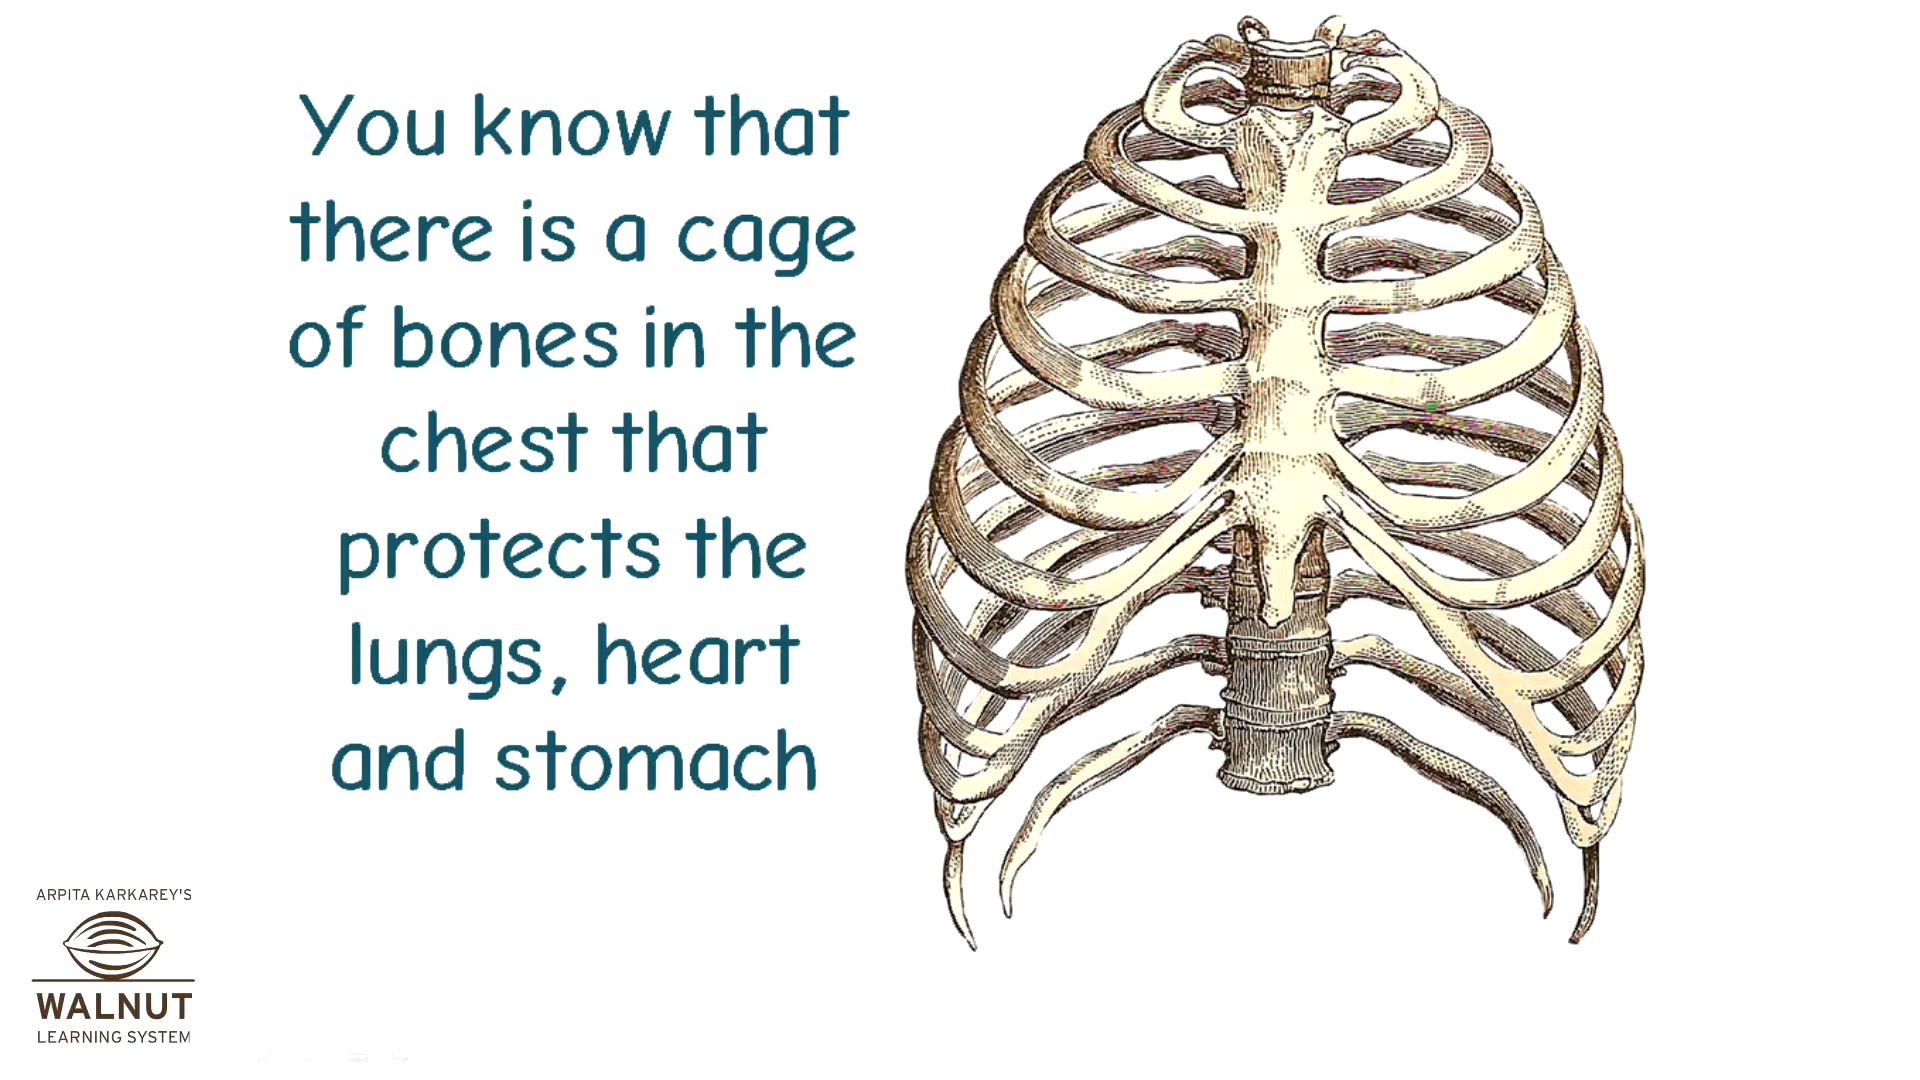 You know that
there is a cage
of bones in the
chest that
protects the
lungs, heart
and stomach
ARPITA KARKAREY'S
WALNUT
LEARNING SYSTEM